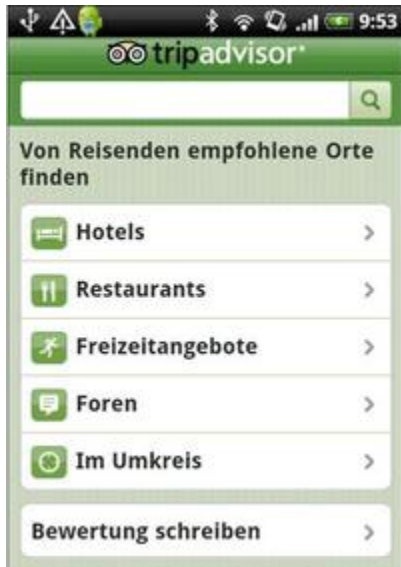 9:53
tripadvisor
Von Reisenden empfohlene Orte
finden
Hotels
Restaurants
Freizeitangebote
Foren
Im Umkreis
Bewertung schreiben